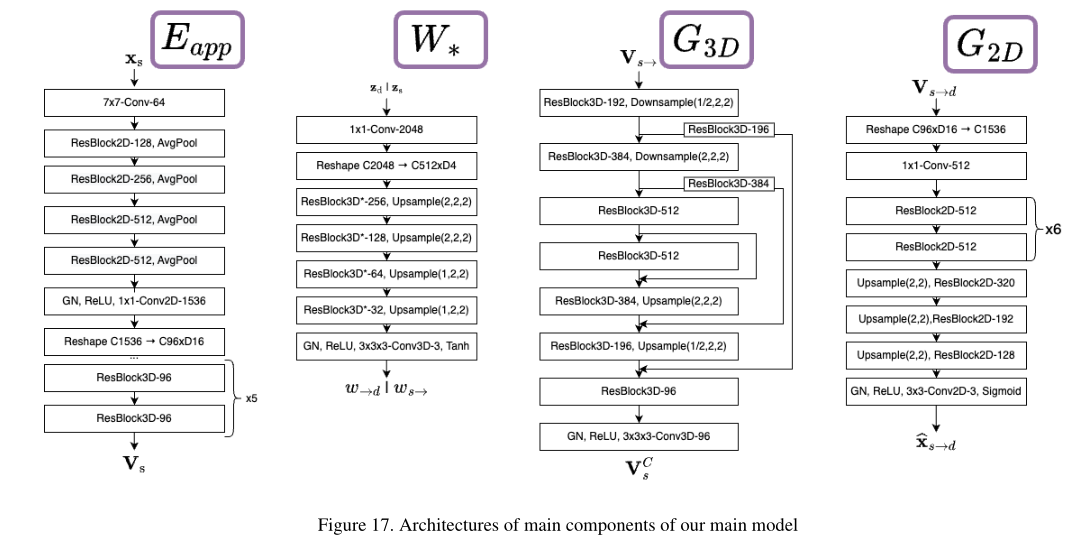 E_app
x_s
7x7-Conv-64
ResBlock2D-128, AvgPool
ResBlock2D-256, AvgPool
ResBlock2D-512, AvgPool
ResBlock2D-512, AvgPool
GN, ReLU, 1x1-Conv2D-1536
Reshape C1536 → C96xD16
...
ResBlock3D-96
ResBlock3D-96
x5
V_s
W_*
z_d | z_s
1x1-Conv-2048
Reshape C2048 → C512xD4
ResBlock3D*-256, Upsample(2,2,2)
ResBlock3D*-128, Upsample(2,2,2)
ResBlock3D*-64, Upsample(1,2,2)
ResBlock3D*-32, Upsample(1,2,2)
GN, ReLU, 3x3x3-Conv3D-3, Tanh
w_→d | w_s→
G_3D
V_s→
ResBlock3D-192, Downsample(1/2,2,2)
ResBlock3D-196
ResBlock3D-384, Downsample(2,2,2)
ResBlock3D-384
ResBlock3D-512
ResBlock3D-512
ResBlock3D-384, Upsample(2,2,2)
ResBlock3D-196, Upsample(1/2,2,2)
ResBlock3D-96
GN, ReLU, 3x3x3-Conv3D-96
V_s^C
G_2D
V_s→d
Reshape C96xD16 → C1536
1x1-Conv-512
ResBlock2D-512
ResBlock2D-512
x6
Upsample(2,2), ResBlock2D-320
Upsample(2,2),ResBlock2D-192
Upsample(2,2), ResBlock2D-128
GN, ReLU, 3x3-Conv2D-3, Sigmoid
x̂_s→d
Figure 17. Architectures of main components of our main model